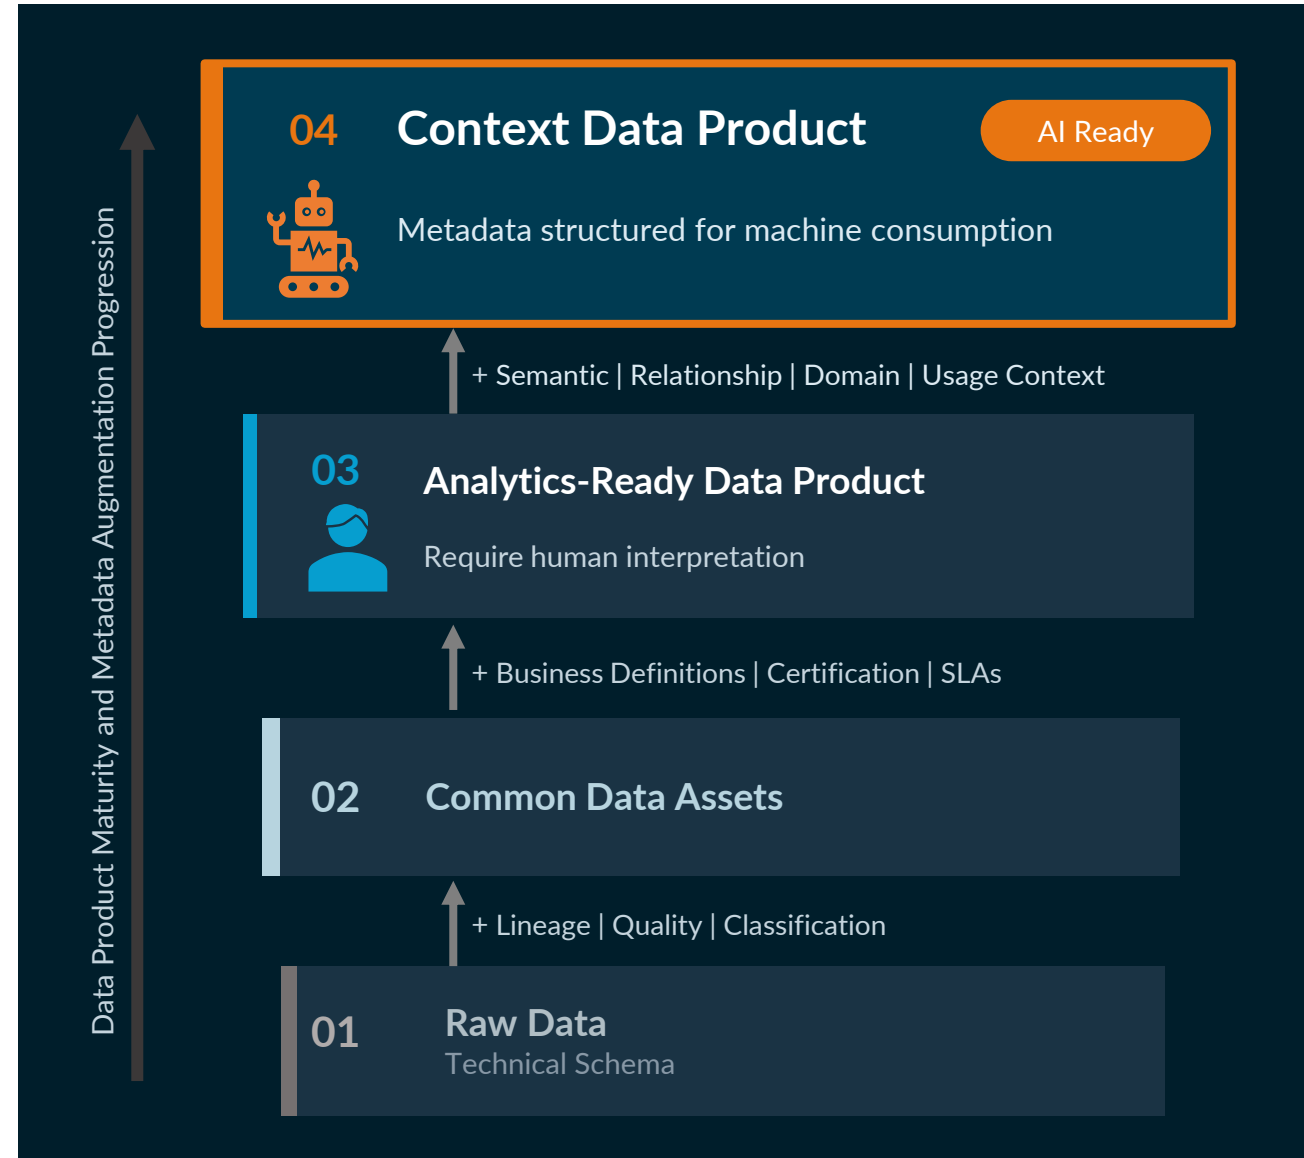 04
Context Data Product
AI Ready
Metadata structured for machine consumption
+ Semantic | Relationship | Domain | Usage Context
03
Analytics-Ready Data Product
Require human interpretation
+ Business Definitions | Certification | SLAs
02
Common Data Assets
+ Lineage | Quality | Classification
01
Raw Data
Technical Schema
Data Product Maturity and Metadata Augmentation Progression